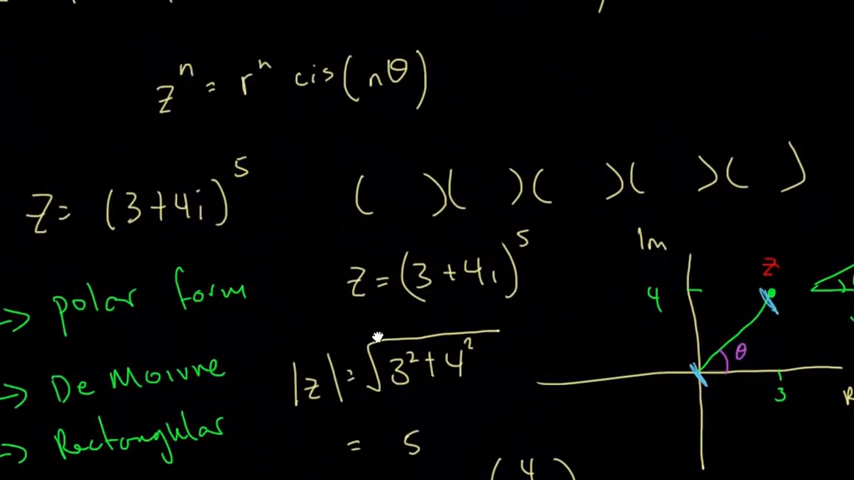 zⁿ = rⁿ cis(nθ)
z = (3+4i)⁵
( )( )( )( )( )
z = (3+4i)⁵
Im
z
4
θ
3
-> polar form
|z| = √3²+4²
-> De Moivre
-> Rectangular
= 5
(4)